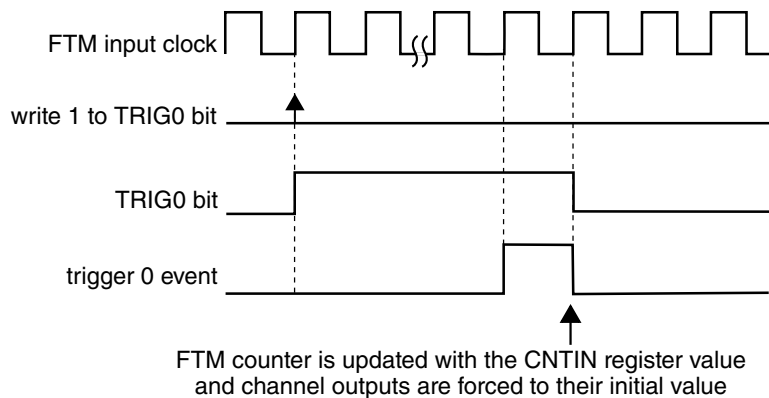 FTM input clock
write 1 to TRIG0 bit
TRIG0 bit
trigger 0 event
FTM counter is updated with the CNTIN register value
and channel outputs are forced to their initial value